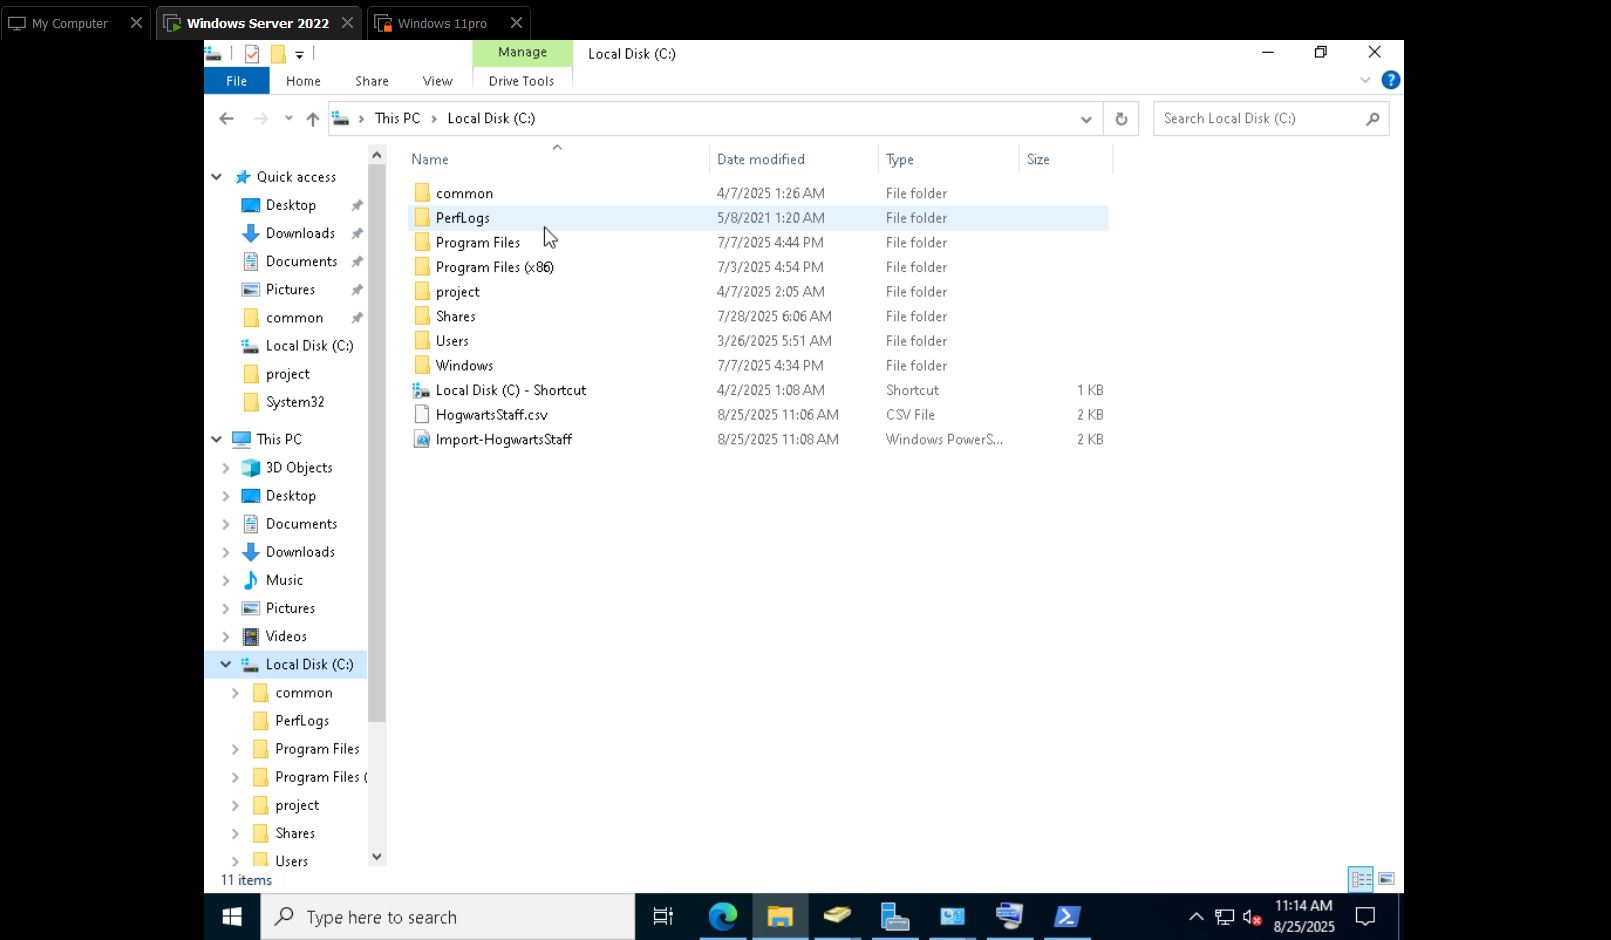 My Computer
Windows Server 2022
Windows 11pro
Manage
Local Disk (C:)
File
Home
Share
View
Drive Tools
This PC
Local Disk (C:)
Search Local Disk (C:)
Name
Date modified
Type
Size
Quick access
Desktop
Downloads
Documents
Pictures
common
Local Disk (C:)
project
System32
This PC
3D Objects
Desktop
Documents
Downloads
Music
Pictures
Videos
Local Disk (C:)
common
PerfLogs
Program Files
Program Files (
project
Shares
Users
common 4/7/2025 1:26 AM File folder
PerfLogs 5/8/2021 1:20 AM File folder
Program Files 7/7/2025 4:44 PM File folder
Program Files (x86) 7/3/2025 4:54 PM File folder
project 4/7/2025 2:05 AM File folder
Shares 7/28/2025 6:06 AM File folder
Users 3/26/2025 5:51 AM File folder
Windows 7/7/2025 4:34 PM File folder
Local Disk (C) - Shortcut 4/2/2025 1:08 AM Shortcut 1 KB
HogwartsStaff.csv 8/25/2025 11:06 AM CSV File 2 KB
Import-HogwartsStaff 8/25/2025 11:08 AM Windows PowerS... 2 KB
11 items
Type here to search
11:14 AM
8/25/2025